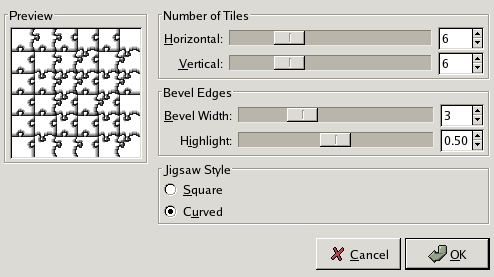 Preview
Number of Tiles
Horizontal: 6
Vertical: 6
Bevel Edges
Bevel Width: 3
Highlight: 0.50
Jigsaw Style
Square
Curved
Cancel OK